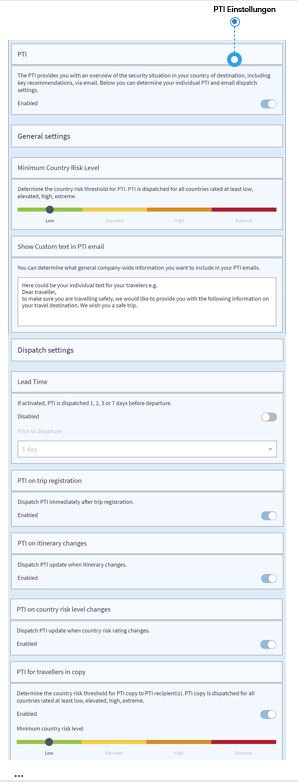 PTI Einstellungen
PTI
The PTI provides you with an overview of the security situation in your country of destination, including
key recommendations, via email. Below you can determine your individual PTI and email dispatch
settings.
Enabled
General settings
Minimum Country Risk Level
Determine the country risk threshold for PTI. PTI is dispatched for all countries rated at least low,
elevated, high, extreme.
Low Elevated High Extreme
Show Custom text in PTI email
You can determine what general company-wide information you want to include in your PTI emails.
Here could be your individual text for your travelers e.g.
Dear traveller,
to make sure you are travelling safely, we would like to provide you with the following information on
your travel destination. We wish you a safe trip.
Dispatch settings
Lead Time
If activated, PTI is dispatched 1, 2, 3 or 7 days before departure.
Disabled
Prior to departure
1 day
PTI on trip registration
Dispatch PTI immediately after trip registration.
Enabled
PTI on itinerary changes
Dispatch PTI update when itinerary changes.
Enabled
PTI on country risk level changes
Dispatch PTI update when country risk rating changes.
Enabled
PTI for travellers in copy
Determine the country risk threshold for PTI copy to PTI recipient(s). PTI copy is dispatched for all
countries rated at least low, elevated, high, extreme.
Enabled
Minimum country risk level
Low Elevated High Extreme
...